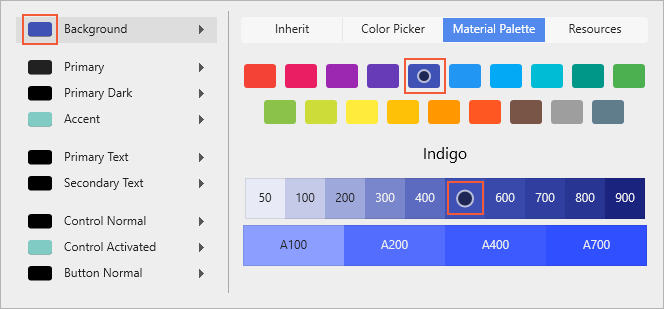 Background
Primary
Primary Dark
Accent
Primary Text
Secondary Text
Control Normal
Control Activated
Button Normal
Inherit Color Picker Material Palette Resources
Indigo
50 100 200 300 400 600 700 800 900
A100 A200 A400 A700